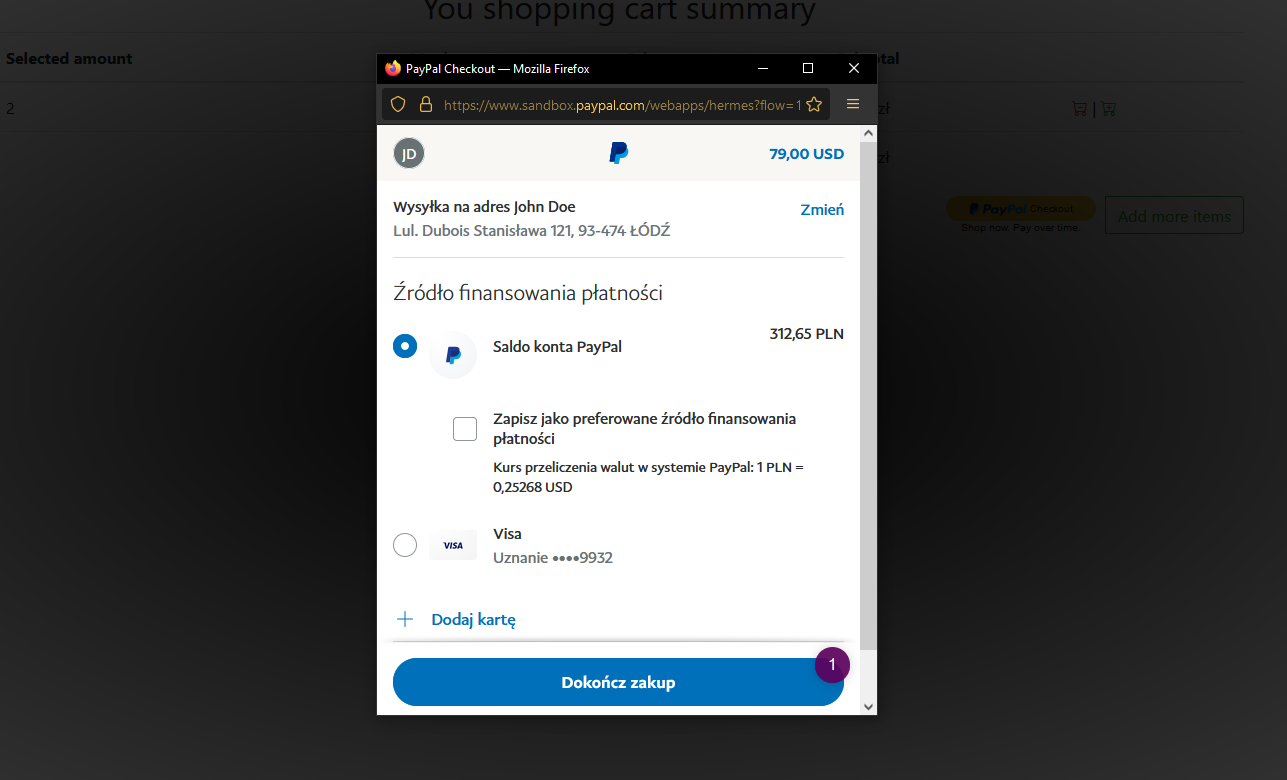 You shopping cart summary
Selected amount
2
PayPal Checkout — Mozilla Firefox
https://www.sandbox.paypal.com/webapps/hermes?flow=1
JD
79,00 USD
Wysyłka na adres John Doe
Zmień
Lul. Dubois Stanisława 121, 93-474 ŁÓDŹ
Źródło finansowania płatności
Saldo konta PayPal
312,65 PLN
Zapisz jako preferowane źródło finansowania
płatności
Kurs przeliczenia walut w systemie PayPal: 1 PLN =
0,25268 USD
VISA
Visa
Uznanie ••••9932
+ Dodaj kartę
1
Dokończ zakup
zł
|
zł
PayPal Checkout
Add more items
Shop now. Pay over time.